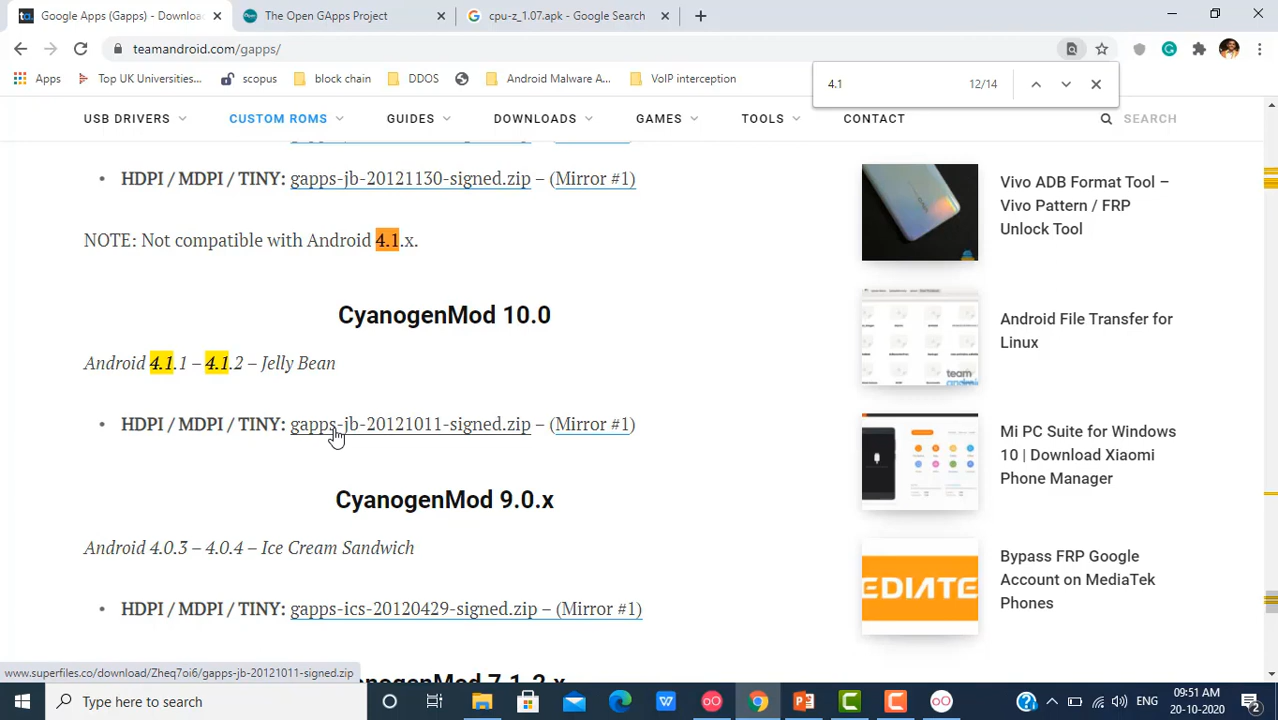 Google Apps (Gapps) - Download
The Open GApps Project
cpu-z_1.07.apk - Google Search
teamandroid.com/gapps/
Apps
Top UK Universities...
scopus
block chain
DDOS
Android Malware A...
VoIP interception
4.1
12/14
USB DRIVERS
CUSTOM ROMS
GUIDES
DOWNLOADS
GAMES
TOOLS
CONTACT
SEARCH
• HDPI / MDPI / TINY: gapps-jb-20121130-signed.zip – (Mirror #1)
NOTE: Not compatible with Android 4.1.x.
CyanogenMod 10.0
Android 4.1.1 – 4.1.2 – Jelly Bean
• HDPI / MDPI / TINY: gapps-jb-20121011-signed.zip – (Mirror #1)
CyanogenMod 9.0.x
Android 4.0.3 – 4.0.4 – Ice Cream Sandwich
• HDPI / MDPI / TINY: gapps-ics-20120429-signed.zip – (Mirror #1)
Vivo ADB Format Tool –
Vivo Pattern / FRP
Unlock Tool
Android File Transfer for
Linux
team
android
Mi PC Suite for Windows
10 | Download Xiaomi
Phone Manager
EDIATE
Bypass FRP Google
Account on MediaTek
Phones
www.superfiles.co/download/Zheq7oi6/gapps-jb-20121011-signed.zip
Type here to search
ENG
09:51 AM
20-10-2020
2